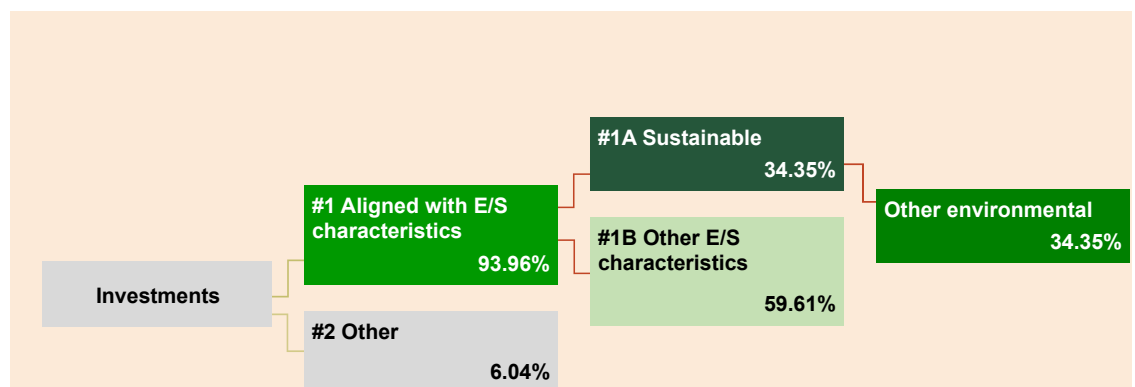 #1A Sustainable
34.35%
#1 Aligned with E/S
characteristics
93.96%
Other environmental
34.35%
#1B Other E/S
characteristics
59.61%
Investments
#2 Other
6.04%